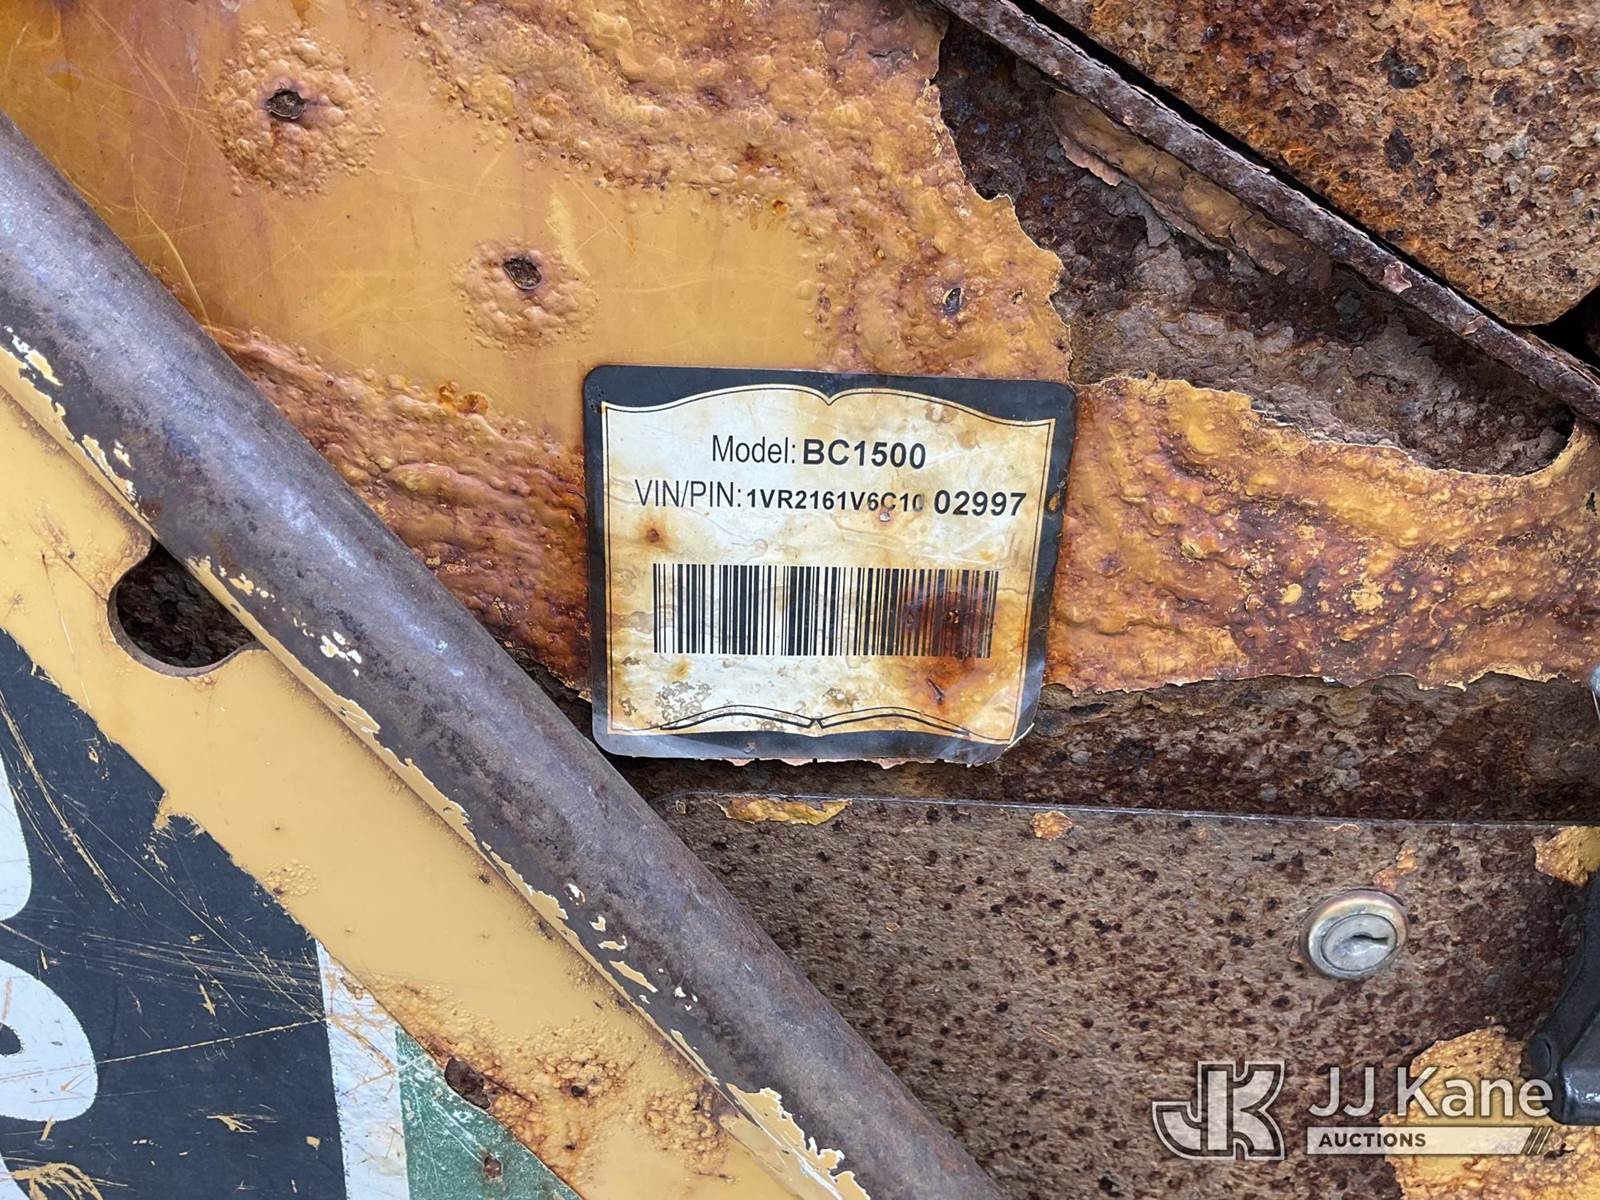 Model: BC1500
VIN/PIN: 1VR2161V6C10 02997
JJ Kane
AUCTIONS